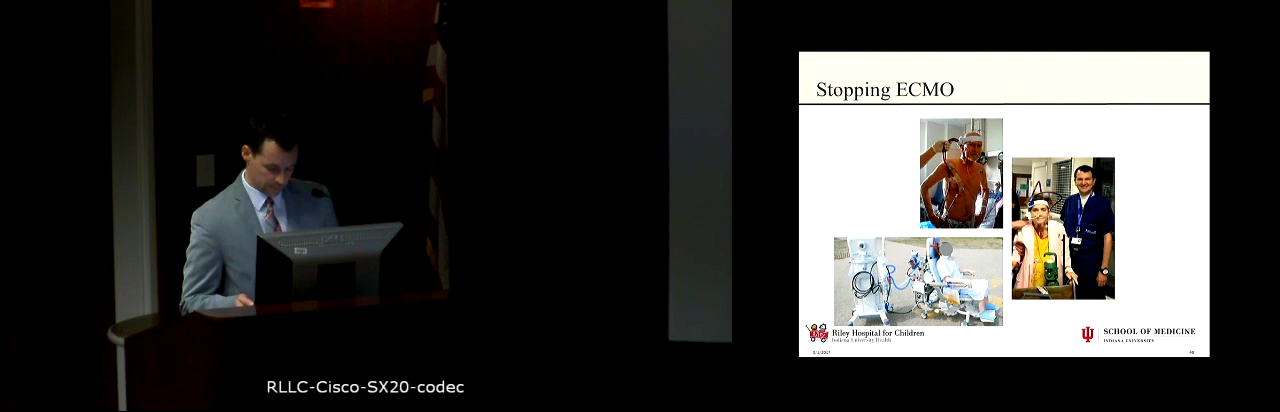 Stopping ECMO
Riley Hospital for Children
Indiana University Health
SCHOOL OF MEDICINE
INDIANA UNIVERSITY
RLLC-Cisco-SX20-codec